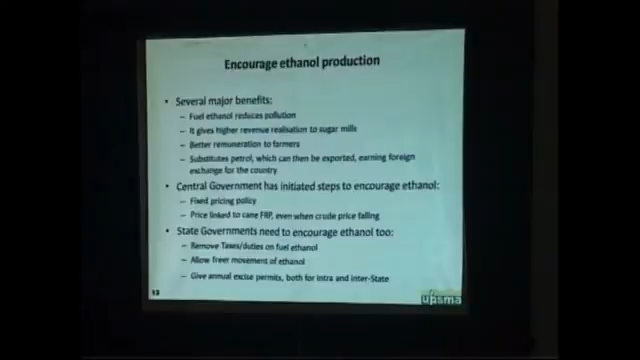 Encourage ethanol production
• Several major benefits:
– Fuel ethanol reduces pollution
– It gives higher revenue realisation to sugar mills
– Better remuneration to farmers
– Substitutes petrol, which can then be exported, earning foreign
exchange for the country
• Central Government has initiated steps to encourage ethanol:
– Fixed pricing policy
– Price linked to cane FRP, even when crude price falling
• State Governments need to encourage ethanol too:
– Remove Taxes/duties on fuel ethanol
– Allow freer movement of ethanol
– Give annual excise permits, both for intra and inter-State
13
upsma